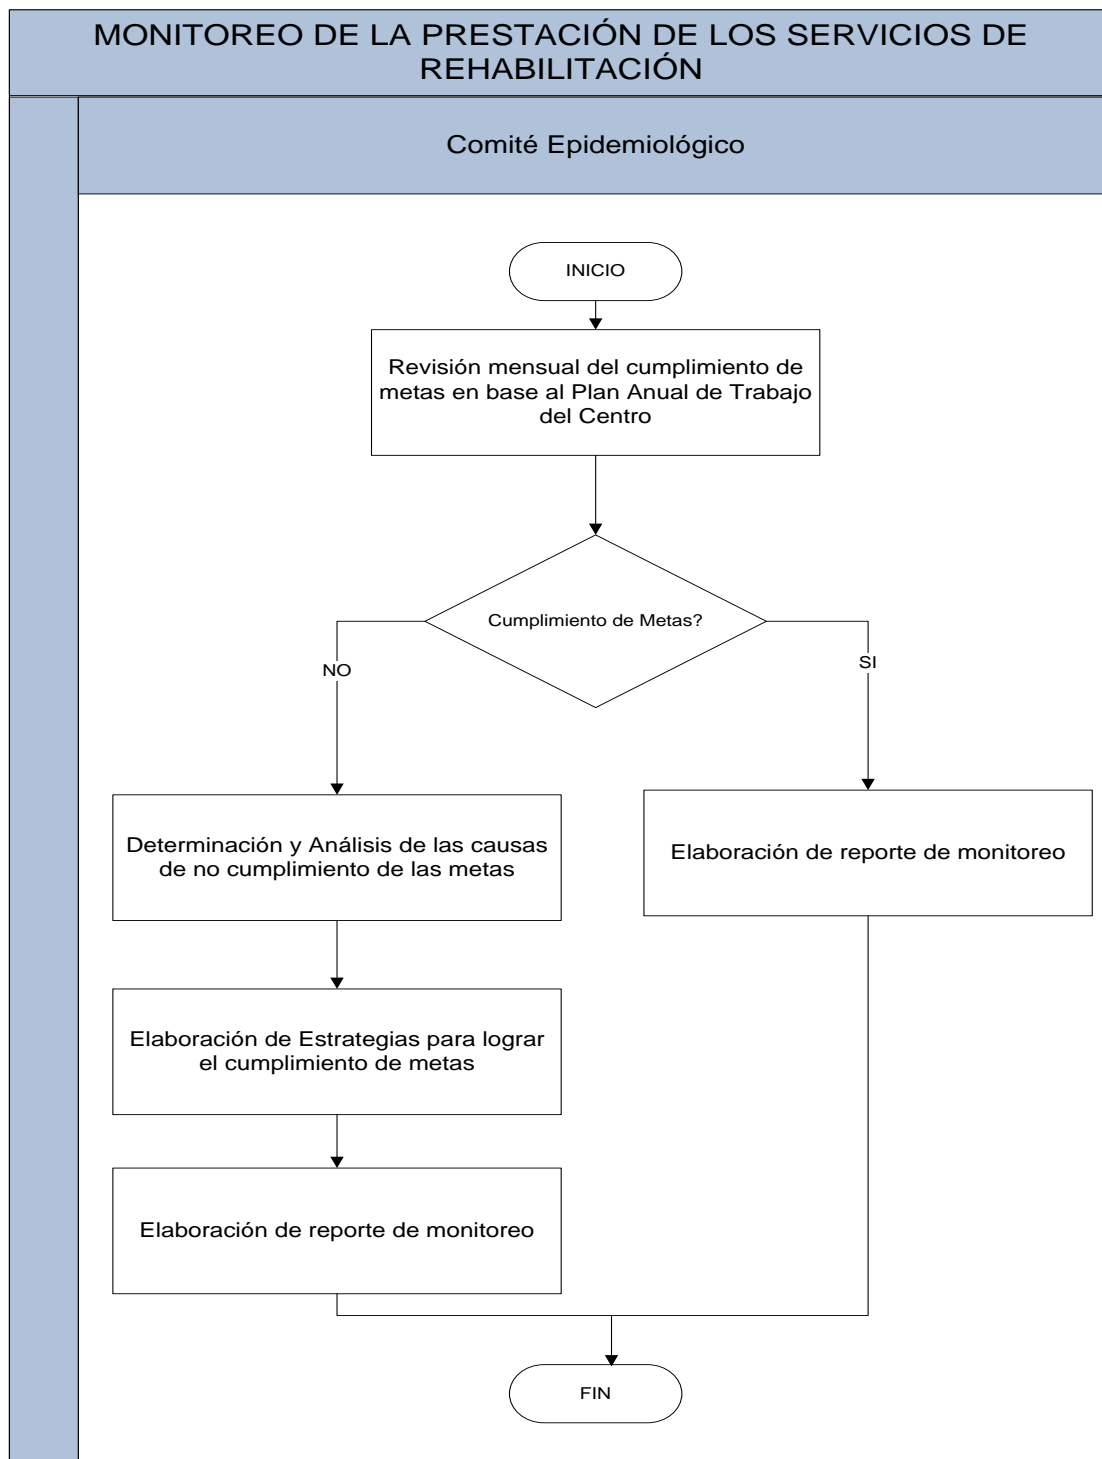 MONITOREO DE LA PRESTACIÓN DE LOS SERVICIOS DE
REHABILITACIÓN
Comité Epidemiológico
INICIO
Revisión mensual del cumplimiento de
metas en base al Plan Anual de Trabajo
del Centro
Cumplimiento de Metas?
NO
SI
Determinación y Análisis de las causas
de no cumplimiento de las metas
Elaboración de reporte de monitoreo
Elaboración de Estrategias para lograr
el cumplimiento de metas
Elaboración de reporte de monitoreo
FIN